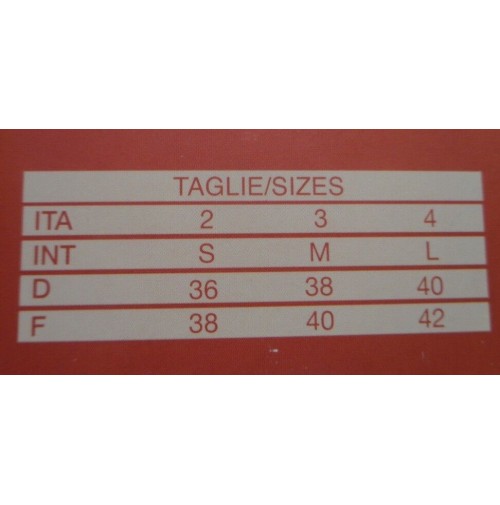 TAGLIE/SIZES
ITA 2 3 4
INT S M L
D 36 38 40
F 38 40 42